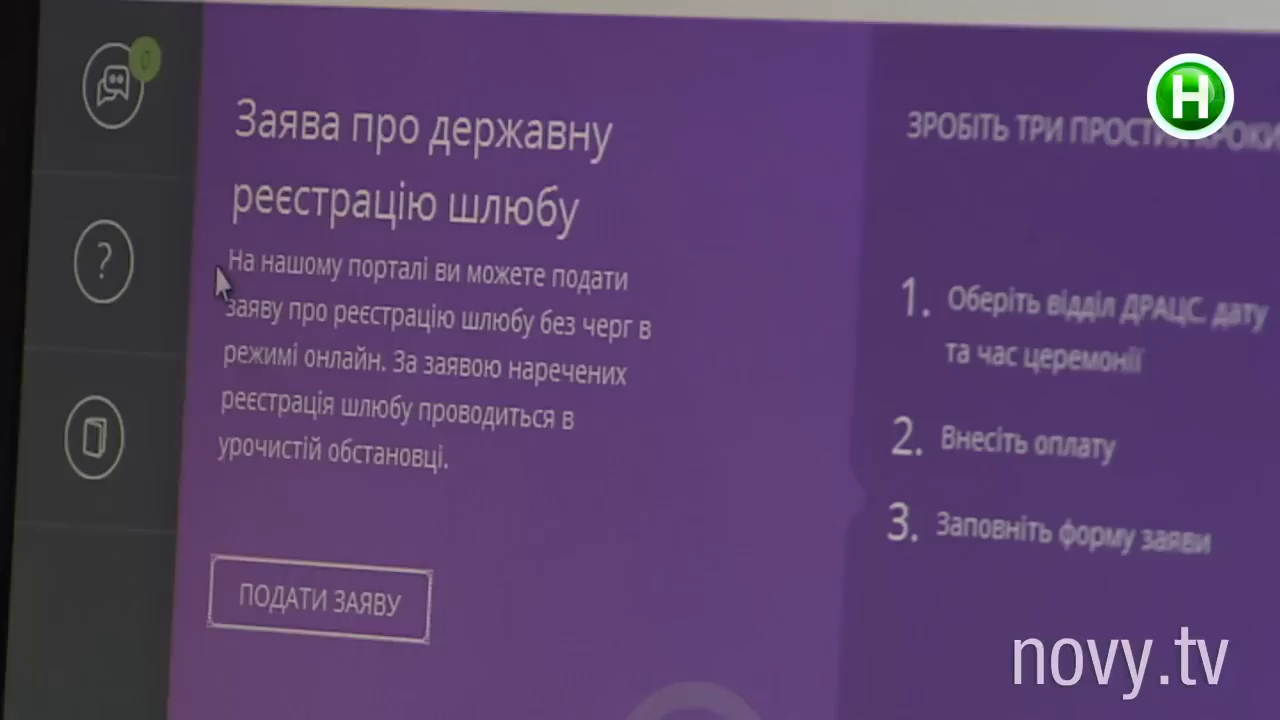 0
Заява про державну
реєстрацію шлюбу
На нашому порталі ви можете подати
заяву про реєстрацію шлюбу без черг в
режимі онлайн. За заявою наречених
реєстрація шлюбу проводиться в
урочистій обстановці.
ПОДАТИ ЗАЯВУ
H
ЗРОБІТЬ ТРИ ПРОСТИХ КРОКИ
1. Оберіть відділ ДРАЦС, дату
та час церемонії
2. Внесіть оплату
3. Заповніть форму заяви
novy.tv